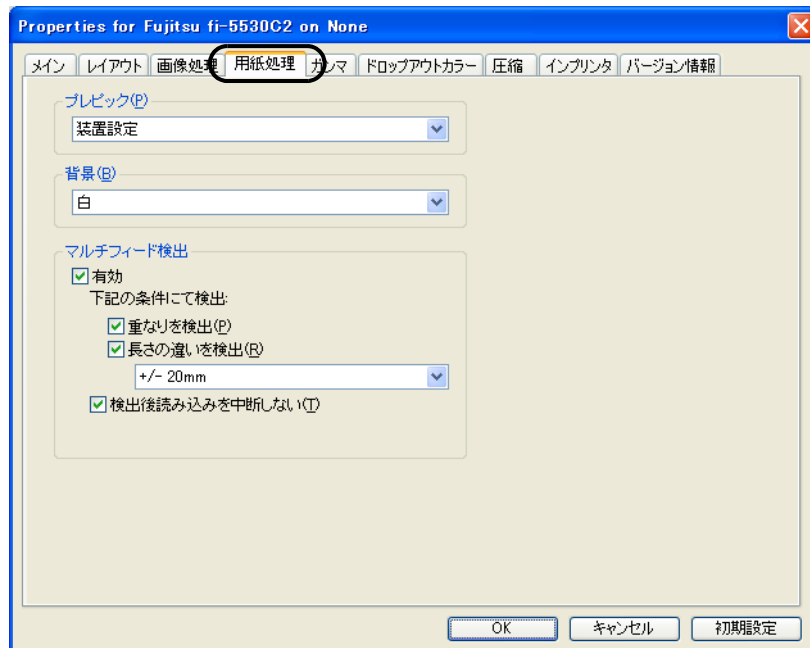 Properties for Fujitsu fi-5530C2 on None
メイン レイアウト 画像処理 用紙処理 ガンマ ドロップアウトカラー 圧縮 インプリンタ バージョン情報
プレピック(P)
装置設定
背景(B)
白
マルチフィード検出
有効
下記の条件にて検出:
重なりを検出(P)
長さの違いを検出(R)
+/- 20mm
検出後読み込みを中断しない(T)
OK キャンセル 初期設定